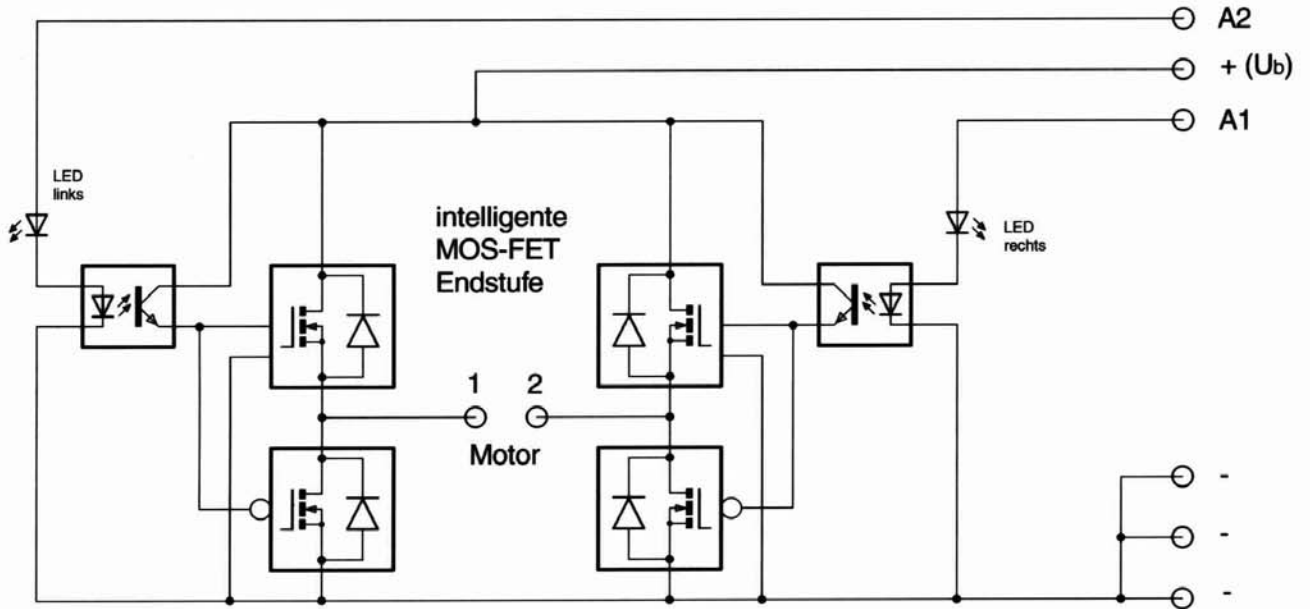 A2
+ (Ub)
A1
LED
links
intelligente
MOS-FET
Endstufe
LED
rechts
1 2
Motor
-
-
-